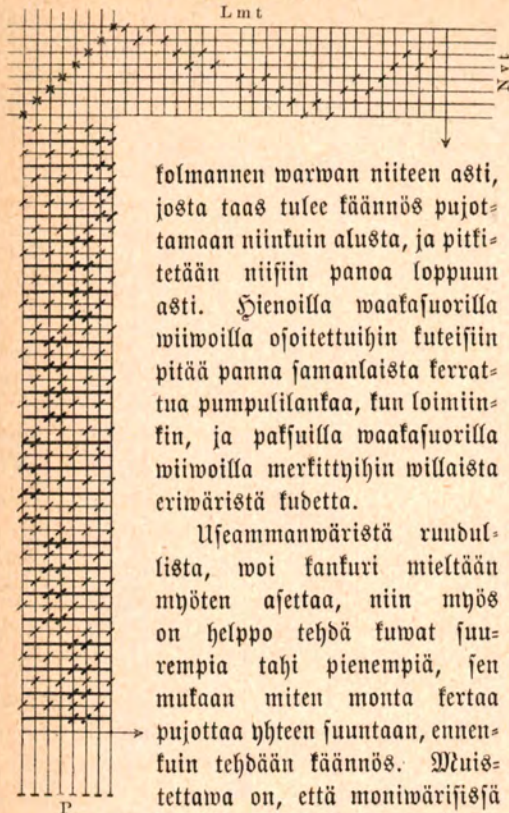 L m t
N v t
kolmannen warwan niiteen asti,
josta taas tulee käännös pujot-
tamaan niinkuin alusta, ja pitki-
tetään niisiin panoa loppuun
asti. Hienoilla waakasuorilla
wiiwoilla osoitettuihin kuteisiin
pitää panna samanlaista kerrat-
tua pumpulilankaa, kun loimiin-
kin, ja paksuilla waakasuorilla
wiiwoilla merkittyihin willaista
eriwäristä kudetta.
Useammanwäristä ruudul-
lista, woi kankuri mieltään
myöten asettaa, niin myös
on helppo tehdä kuwat suu-
rempia tahi pienempiä, sen
mukaan miten monta kertaa
pujottaa yhteen suuntaan, ennen-
kuin tehdään käännös. Muis-
tettawa on, että moniwärisissä
P